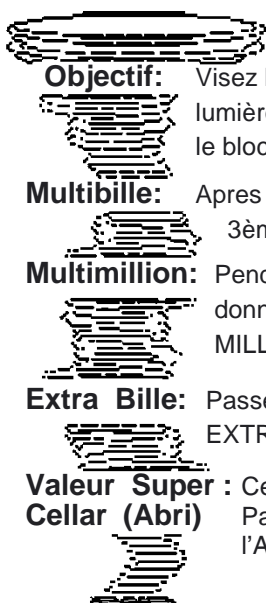 Objectif: Visez
lumière
le bloc
Multibille: Apres
3èm
Multimillion: Pend
donn
MILL
Extra Bille: Passe
EXTR
Valeur Super : Ce
Cellar (Abri) Pa
l'A